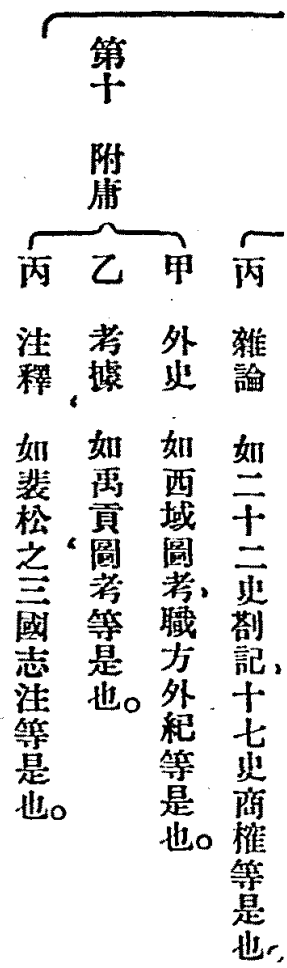 丙　雜論　如二十二史劄記、十七史商榷等是也。
第十　附庸
甲　外史　如西域圖考、職方外紀等是也。
乙　考據　如禹貢圖考等是也。
丙　注釋　如裴松之三國志注等是也。